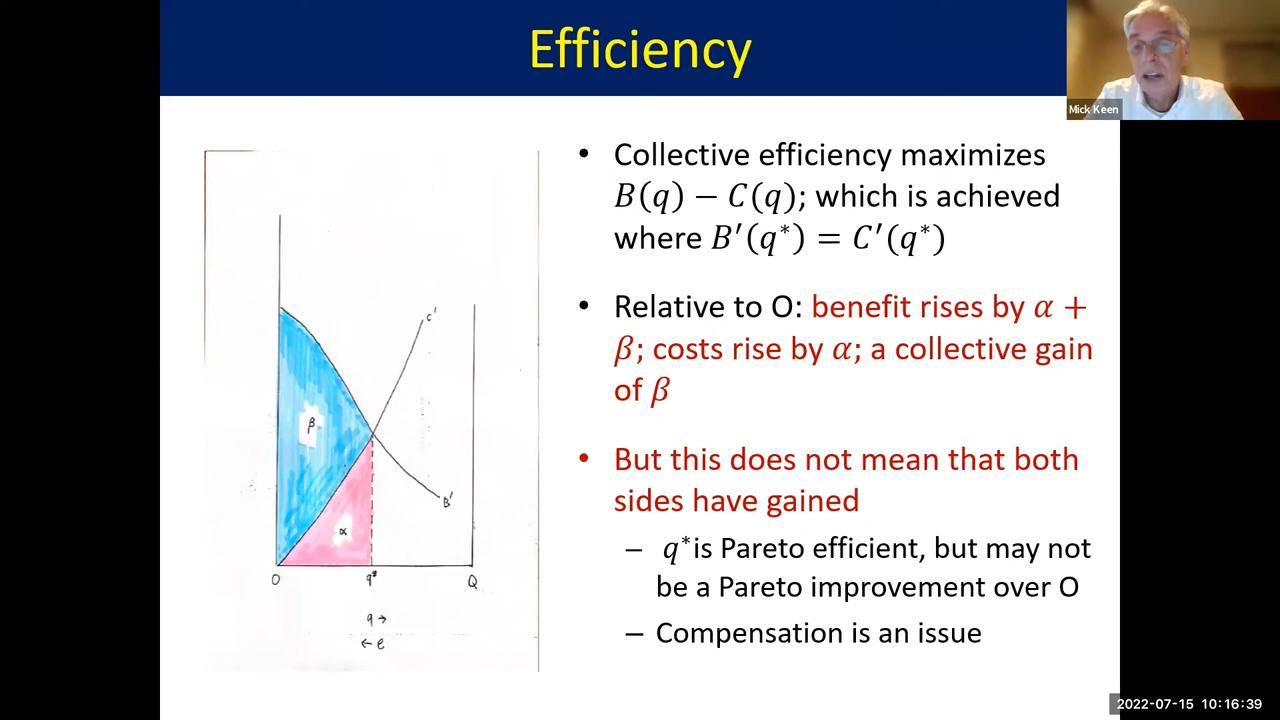 Efficiency
Mick Keen
• Collective efficiency maximizes
B(q) − C(q); which is achieved
where B′(q*) = C′(q*)
• Relative to O: benefit rises by α +
β; costs rise by α; a collective gain
of β
• But this does not mean that both
sides have gained
– q* is Pareto efficient, but may not
be a Pareto improvement over O
– Compensation is an issue
C'
β
B'
α
O q* Q
q →
← e
2022-07-15 10:16:39